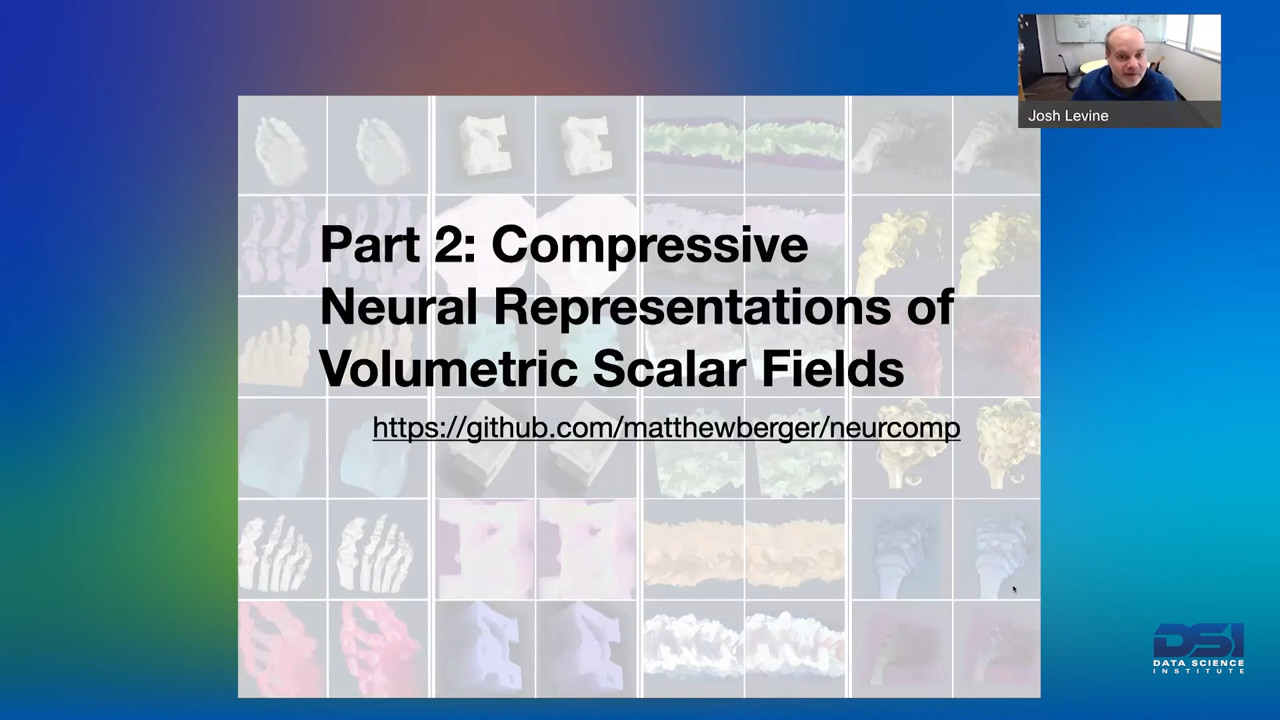 Josh Levine
Part 2: Compressive
Neural Representations of
Volumetric Scalar Fields
https://github.com/matthewberger/neurcomp
DSI
DATA SCIENCE
INSTITUTE